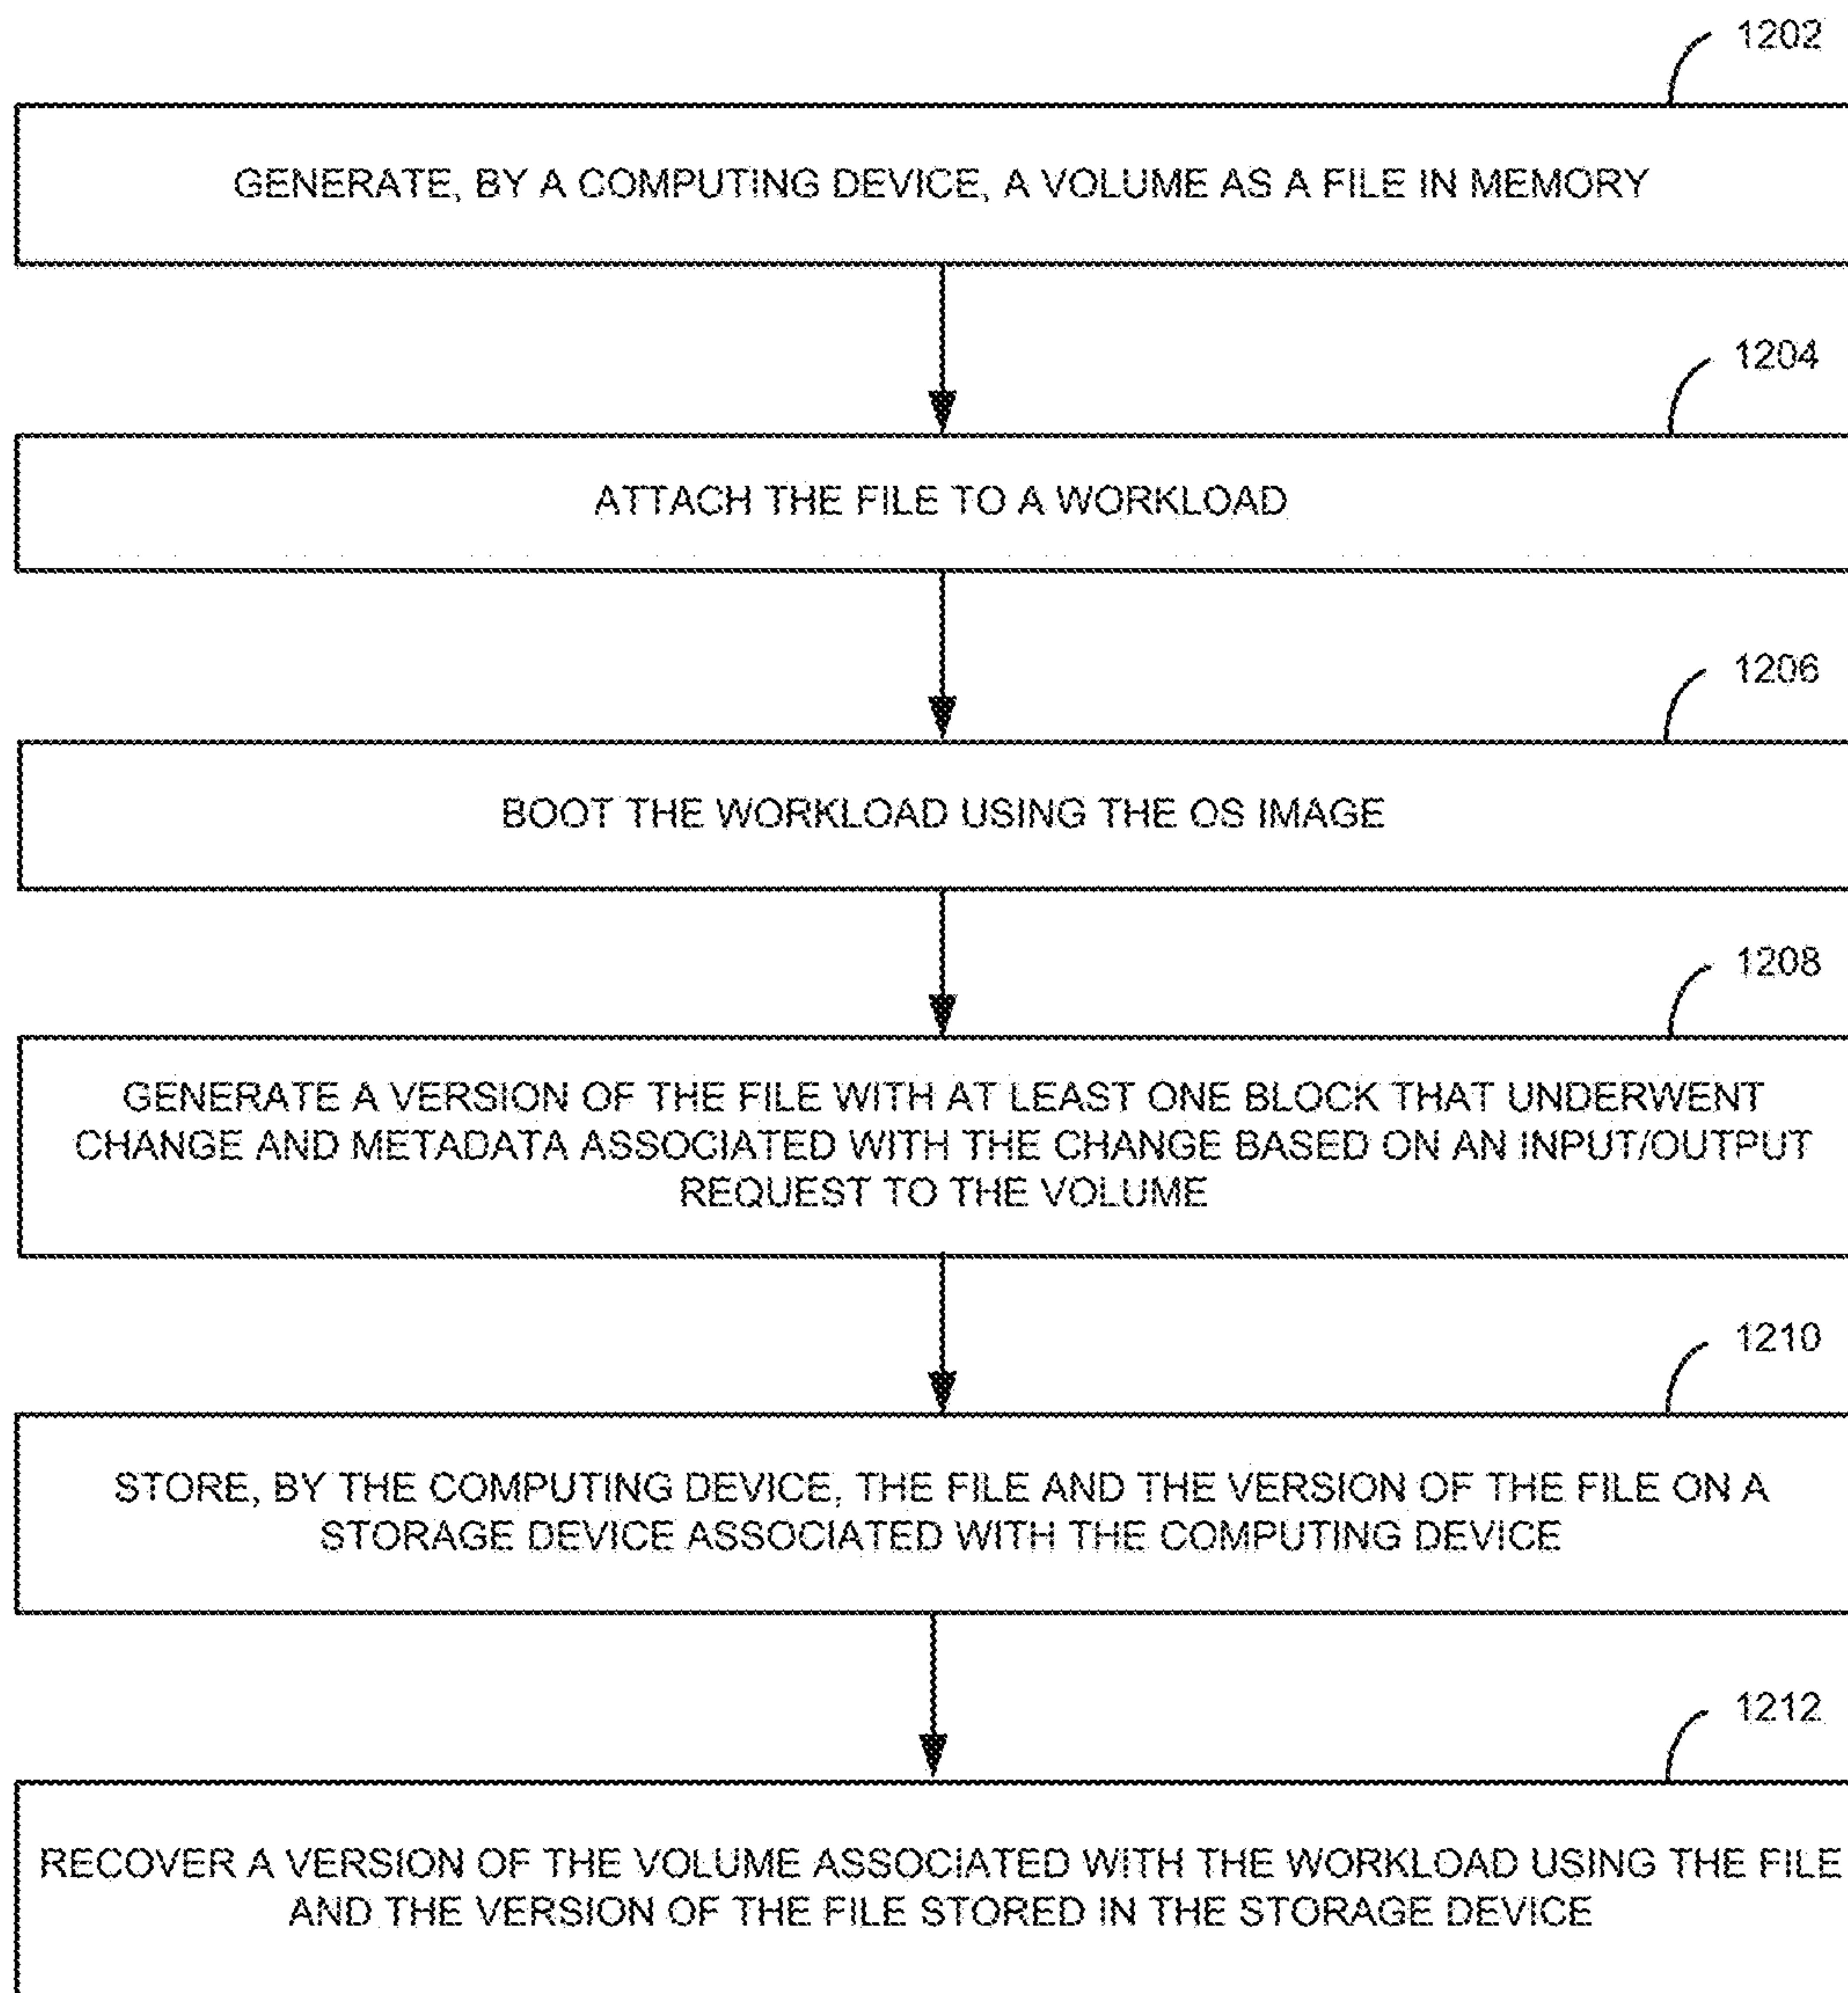 1202
GENERATE, BY A COMPUTING DEVICE, A VOLUME AS A FILE IN MEMORY
1204
ATTACH THE FILE TO A WORKLOAD
1206
BOOT THE WORKLOAD USING THE OS IMAGE
1208
GENERATE A VERSION OF THE FILE WITH AT LEAST ONE BLOCK THAT UNDERWENT
CHANGE AND METADATA ASSOCIATED WITH THE CHANGE BASED ON AN INPUT/OUTPUT
REQUEST TO THE VOLUME
1210
STORE, BY THE COMPUTING DEVICE, THE FILE AND THE VERSION OF THE FILE ON A
STORAGE DEVICE ASSOCIATED WITH THE COMPUTING DEVICE
1212
RECOVER A VERSION OF THE VOLUME ASSOCIATED WITH THE WORKLOAD USING THE FILE
AND THE VERSION OF THE FILE STORED IN THE STORAGE DEVICE